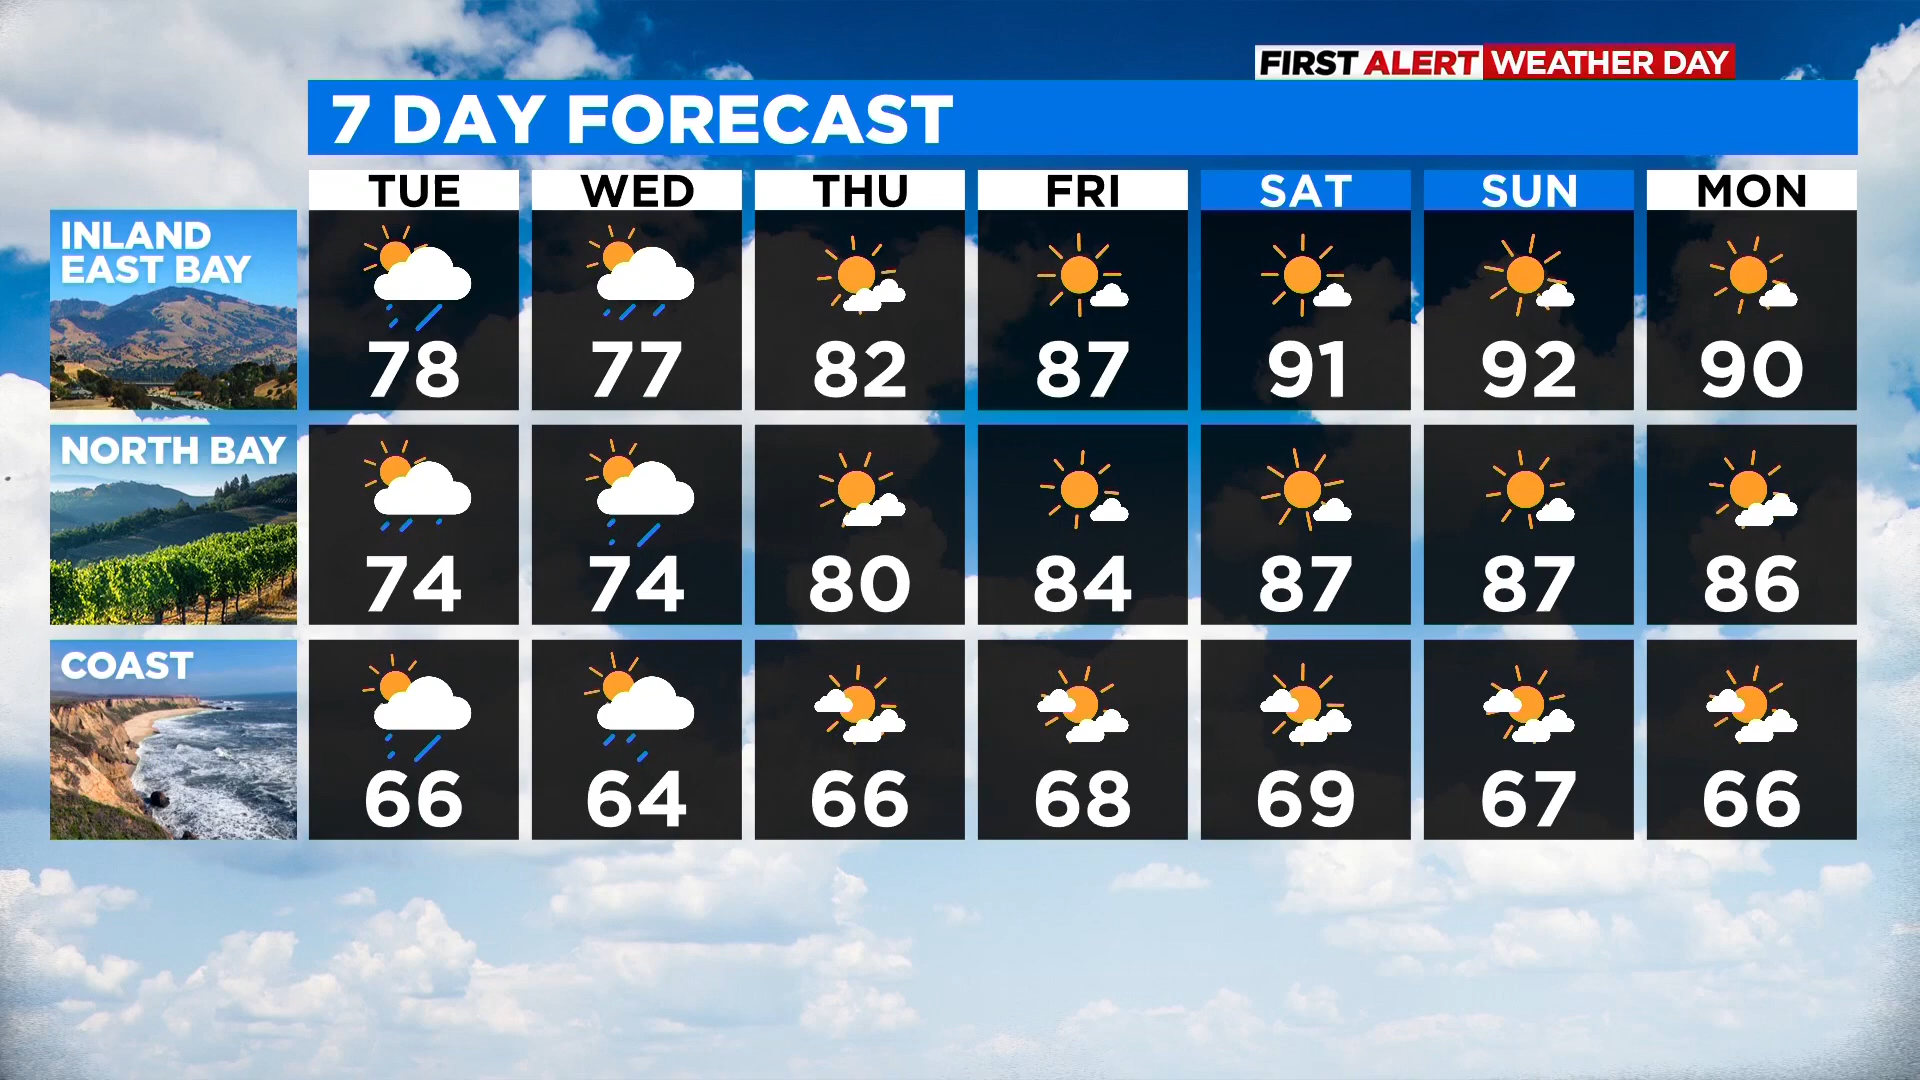 FIRST ALERT WEATHER DAY
7 DAY FORECAST
TUE WED THU FRI SAT SUN MON
INLAND
EAST BAY
78 77 82 87 91 92 90
NORTH BAY
74 74 80 84 87 87 86
COAST
66 64 66 68 69 67 66